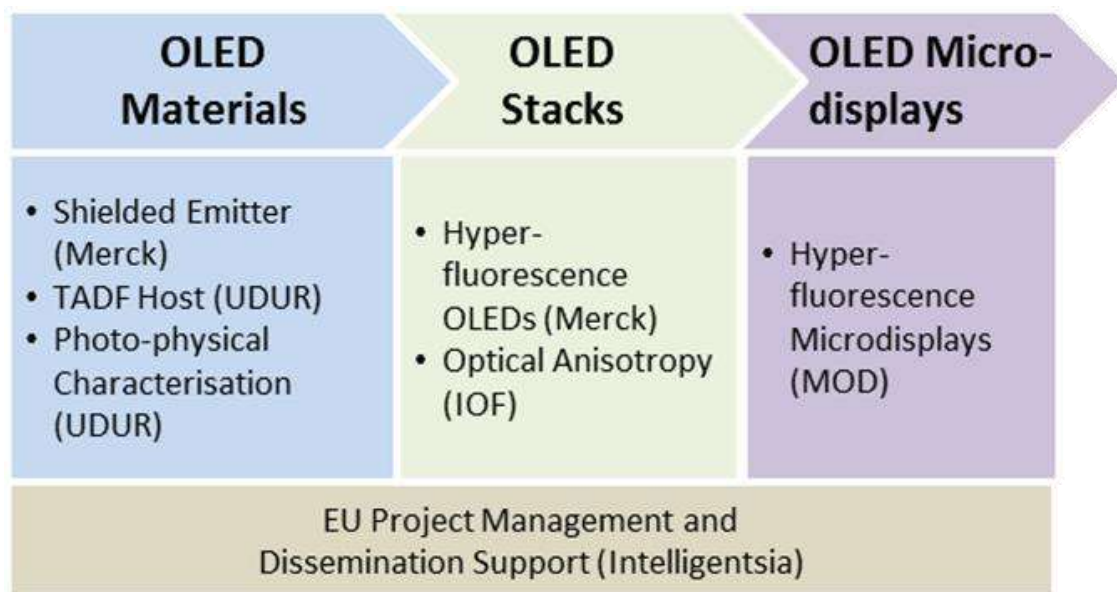 OLED
Materials
OLED
Stacks
OLED Micro-
displays
• Shielded Emitter
(Merck)
• TADF Host (UDUR)
• Photo-physical
Characterisation
(UDUR)
• Hyper-
fluorescence
OLEDs (Merck)
• Optical Anisotropy
(IOF)
• Hyper-
fluorescence
Microdisplays
(MOD)
EU Project Management and
Dissemination Support (Intelligentsia)